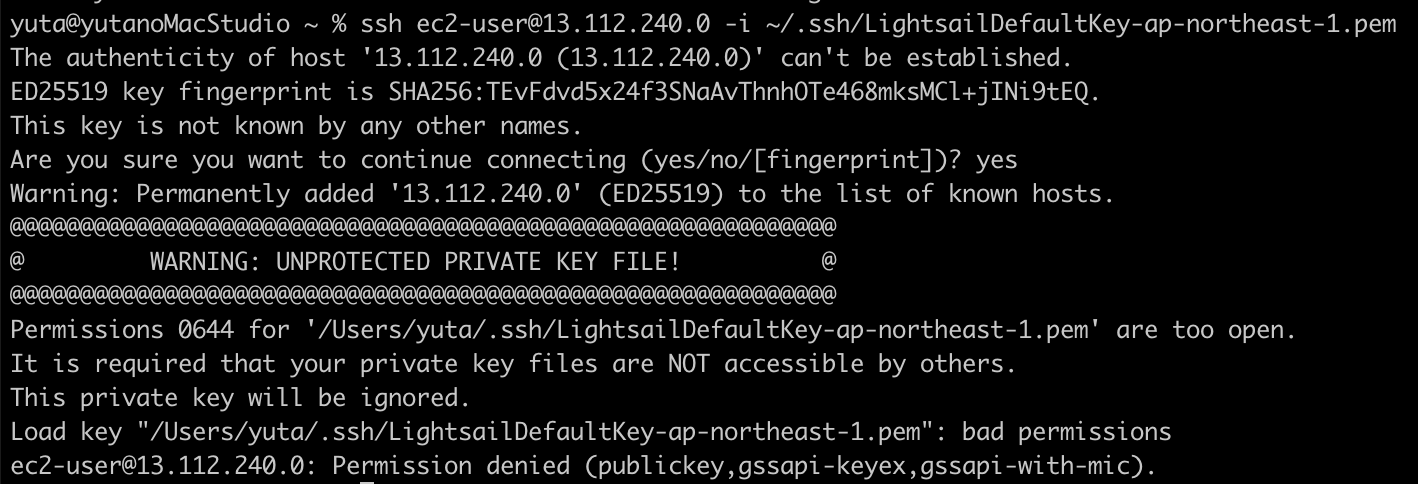 yuta@yutanoMacStudio ~ % ssh ec2-user@13.112.240.0 -i ~/.ssh/LightsailDefaultKey-ap-northeast-1.pem
The authenticity of host '13.112.240.0 (13.112.240.0)' can't be established.
ED25519 key fingerprint is SHA256:TEvFdvd5x24f3SNaAvThnhOTe468mksMCl+jINi9tEQ.
This key is not known by any other names.
Are you sure you want to continue connecting (yes/no/[fingerprint])? yes
Warning: Permanently added '13.112.240.0' (ED25519) to the list of known hosts.
@@@@@@@@@@@@@@@@@@@@@@@@@@@@@@@@@@@@@@@@@@@@@@@@@@@@@@@@@@@
@         WARNING: UNPROTECTED PRIVATE KEY FILE!          @
@@@@@@@@@@@@@@@@@@@@@@@@@@@@@@@@@@@@@@@@@@@@@@@@@@@@@@@@@@@
Permissions 0644 for '/Users/yuta/.ssh/LightsailDefaultKey-ap-northeast-1.pem' are too open.
It is required that your private key files are NOT accessible by others.
This private key will be ignored.
Load key "/Users/yuta/.ssh/LightsailDefaultKey-ap-northeast-1.pem": bad permissions
ec2-user@13.112.240.0: Permission denied (publickey,gssapi-keyex,gssapi-with-mic).